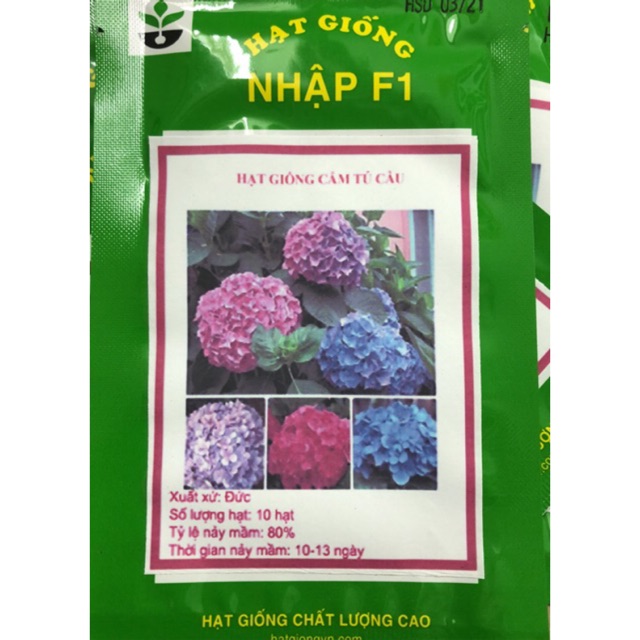 HSD 03/21
HẠT GIỐNG
NHẬP F1
HẠT GIỐNG CẨM TÚ CẦU
Xuất xứ: Đức
Số lượng hạt: 10 hạt
Tỷ lệ nảy mầm: 80%
Thời gian nảy mầm: 10-13 ngày
HẠT GIỐNG CHẤT LƯỢNG CAO
hatgiongvn.com